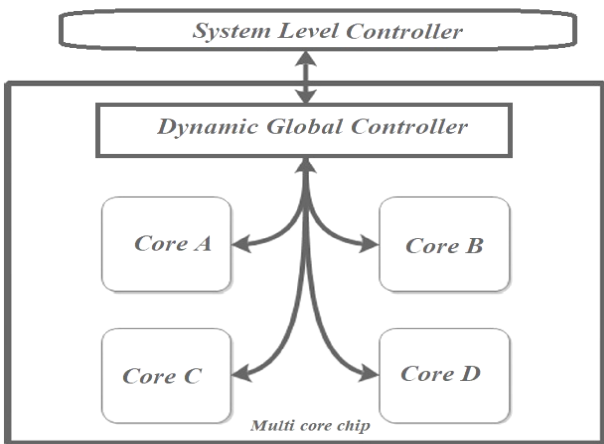 System Level Controller
Dynamic Global Controller
Core A
Core B
Core C
Core D
Multi core chip